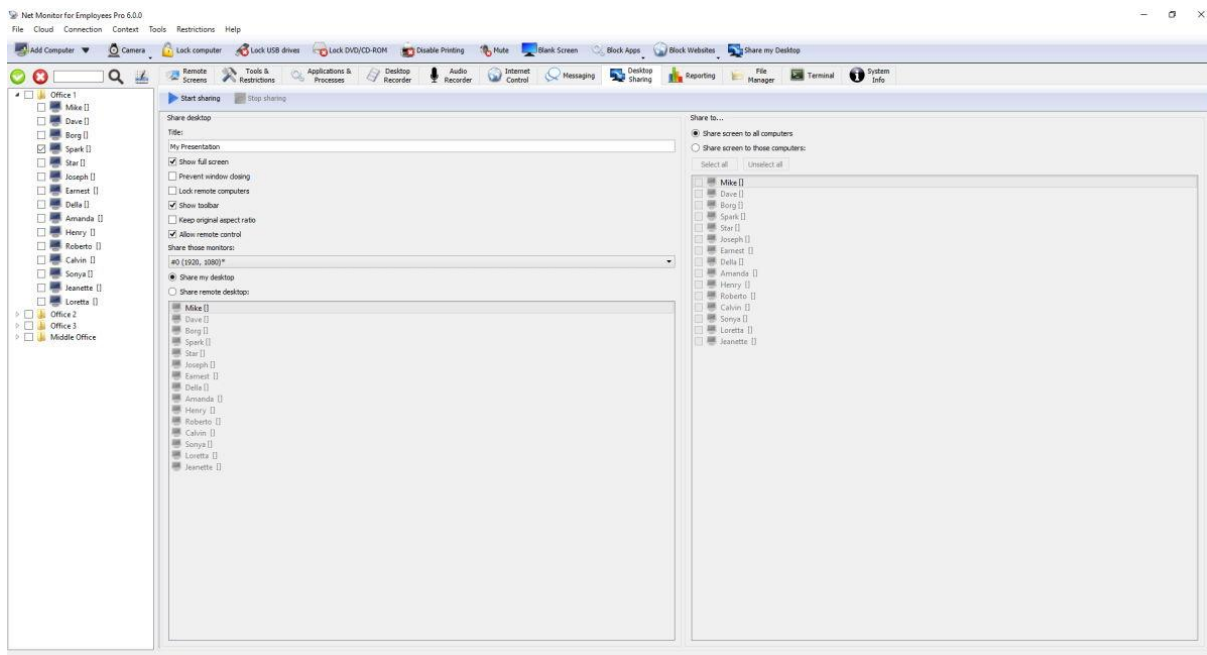 Net Monitor for Employees Pro 6.0.0
File Cloud Connection Context Tools Restrictions Help
Add Computer Camera Lock computer Lock USB drives Lock DVD/CD-ROM Disable Printing Mute Blank Screen Block Apps Block Websites Share my Desktop
Remote Screens Tools & Restrictions Applications & Processes Desktop Recorder Audio Recorder Internet Control Messaging Desktop Sharing Reporting File Manager Terminal System Info
Office 1
Mike []
Dave []
Borg []
Spark []
Star []
Joseph []
Earnest []
Della []
Amanda []
Henry []
Roberto []
Calvin []
Sonya []
Jeanette []
Loretta []
Office 2
Office 3
Middle Office
Start sharing Stop sharing
Share desktop
Title:
My Presentation
Show full screen
Prevent window closing
Lock remote computers
Show toolbar
Keep original aspect ratio
Allow remote control
Share those monitors:
#0 (1920, 1080)*
Share my desktop
Share remote desktop:
Mike []
Dave []
Borg []
Spark []
Star []
Joseph []
Earnest []
Della []
Amanda []
Henry []
Roberto []
Calvin []
Sonya []
Loretta []
Jeanette []
Share to...
Share screen to all computers
Share screen to those computers:
Select all Unselect all
Mike []
Dave []
Borg []
Spark []
Star []
Joseph []
Earnest []
Della []
Amanda []
Henry []
Roberto []
Calvin []
Sonya []
Loretta []
Jeanette []